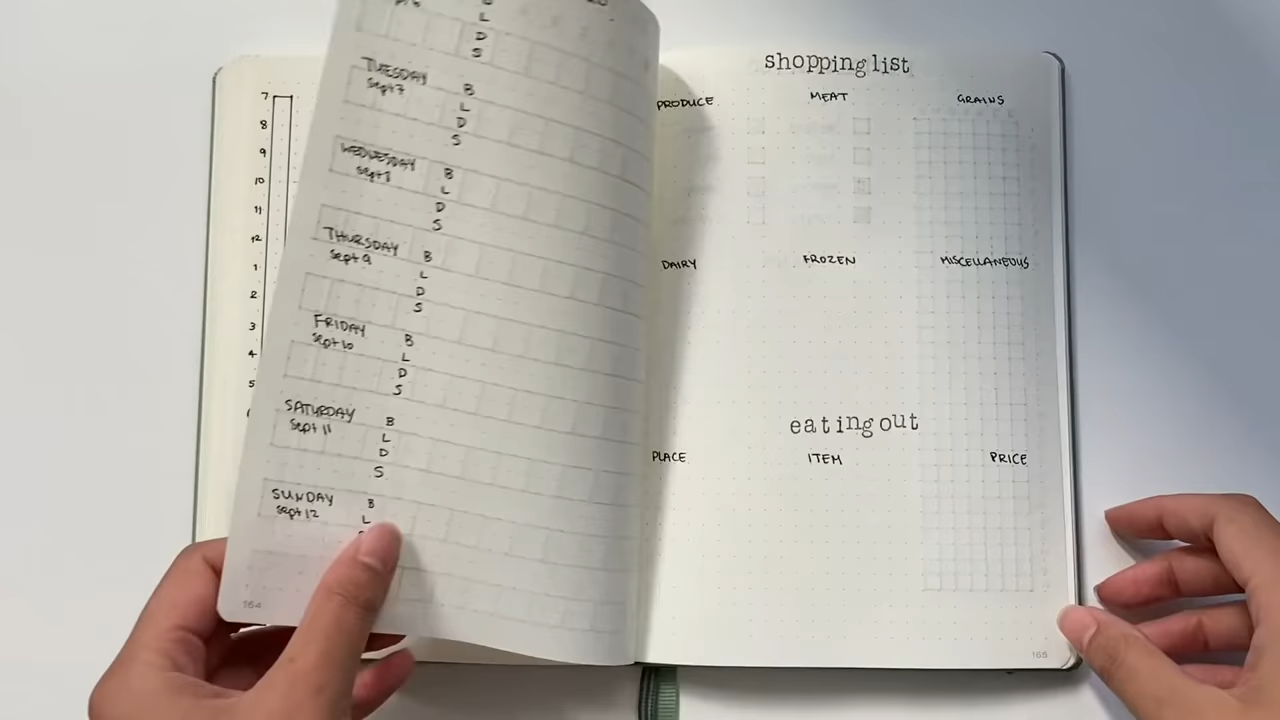 7
8
9
10
11
12
1
2
3
4
5
B
L
D
S
TUESDAY
Sept 7
B
L
D
S
WEDNESDAY
Sept 8
B
L
D
S
THURSDAY
Sept 9
B
L
D
S
FRIDAY
Sept 10
B
L
D
S
SATURDAY
Sept 11
B
L
D
S
SUNDAY
Sept 12
B
L
164
shopping list
PRODUCE MEAT GRAINS
DAIRY FROZEN MISCELLANEOUS
eating out
PLACE ITEM PRICE
165